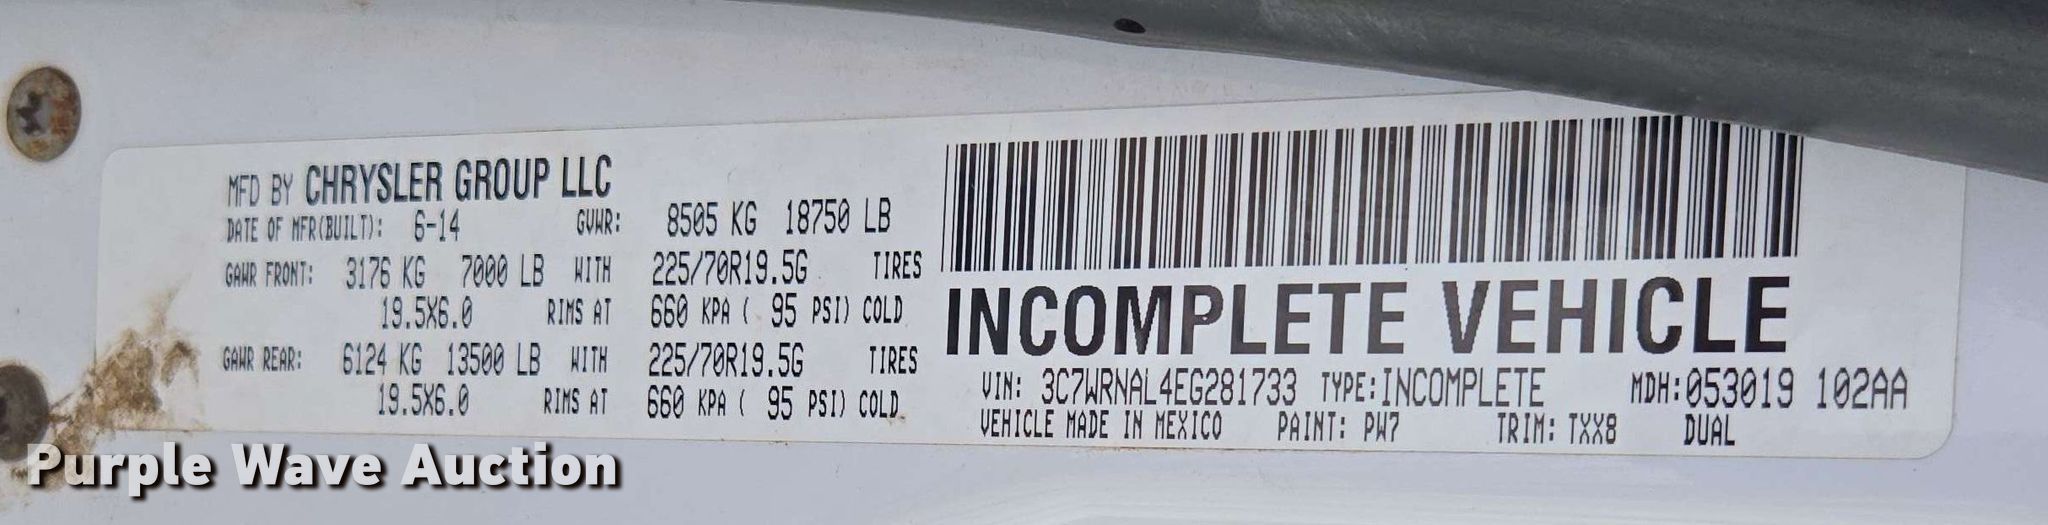 MFD BY CHRYSLER GROUP LLC
DATE OF MFR(BUILT): 6-14 GVWR: 8505 KG 18750 LB
GAWR FRONT: 3176 KG 7000 LB WITH 225/70R19.5G TIRES
19.5X6.0 RIMS AT 660 KPA ( 95 PSI) COLD
GAWR REAR: 6124 KG 13500 LB WITH 225/70R19.5G TIRES
19.5X6.0 RIMS AT 660 KPA ( 95 PSI) COLD
INCOMPLETE VEHICLE
VIN: 3C7WRNAL4EG281733 TYPE:INCOMPLETE MDH:053019 102AA
VEHICLE MADE IN MEXICO PAINT: PW7 TRIM: TXX8 DUAL
Purple Wave Auction